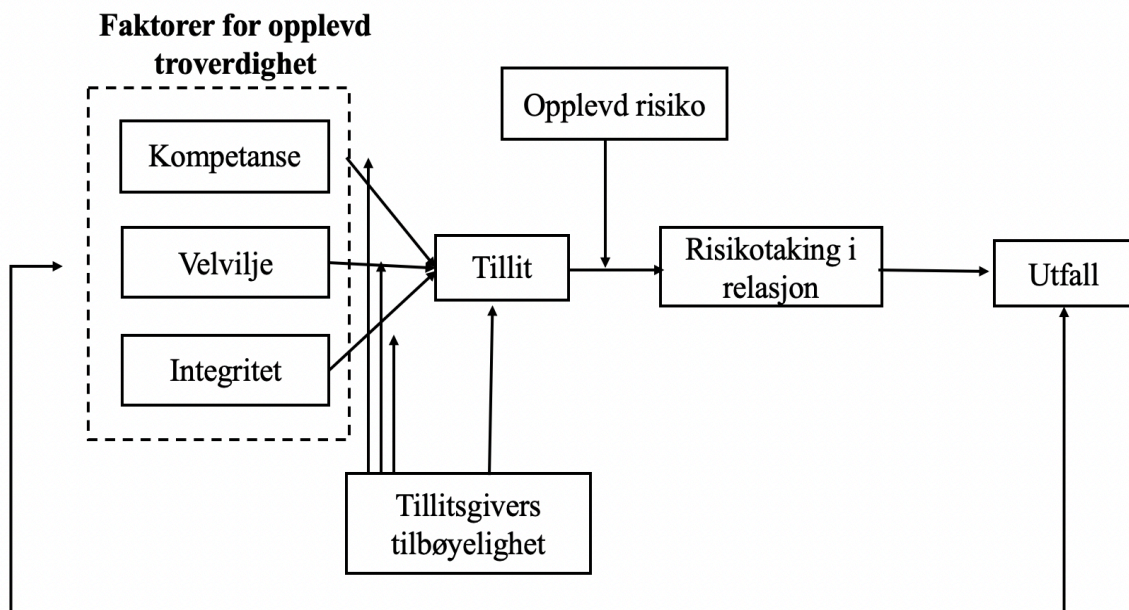 Faktorer for opplevd
troverdighet
Opplevd risiko
Kompetanse
Velvilje
Integritet
Tillit
Risikotaking i
relasjon
Utfall
Tillitsgivers
tilbøyelighet